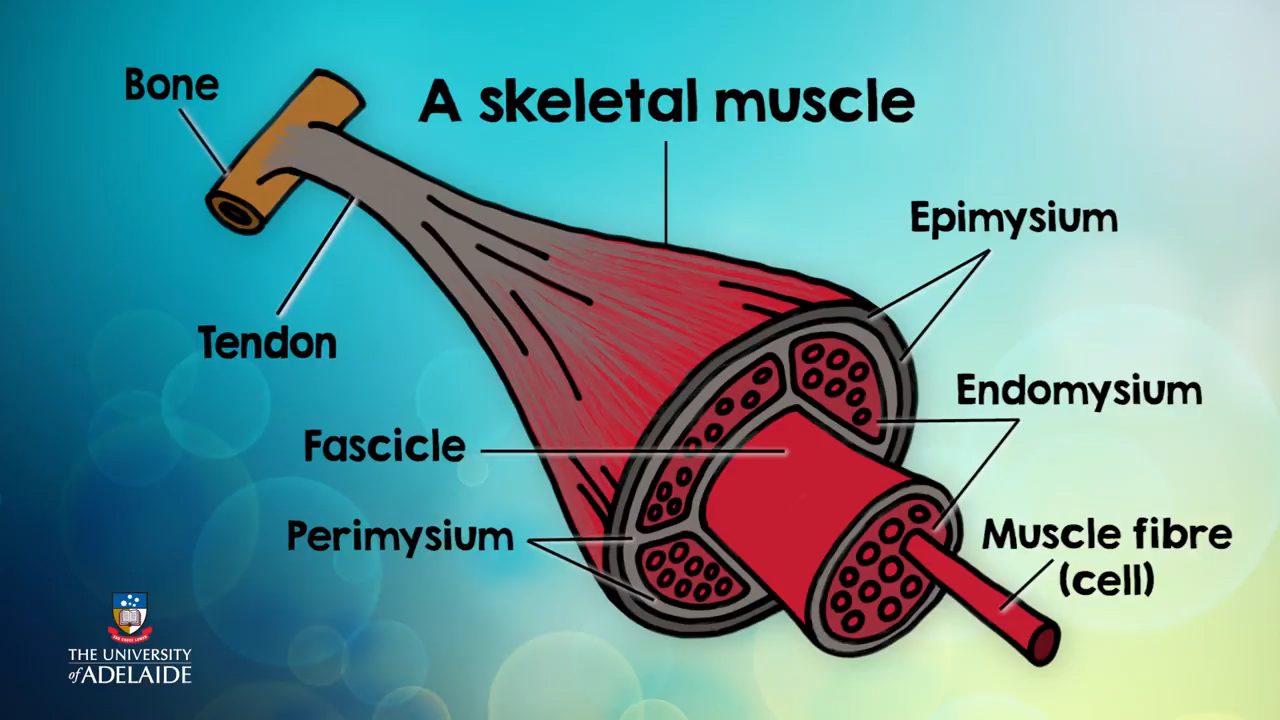 Bone
A skeletal muscle
Epimysium
Tendon
Endomysium
Fascicle
Perimysium
Muscle fibre
(cell)
THE UNIVERSITY
of ADELAIDE